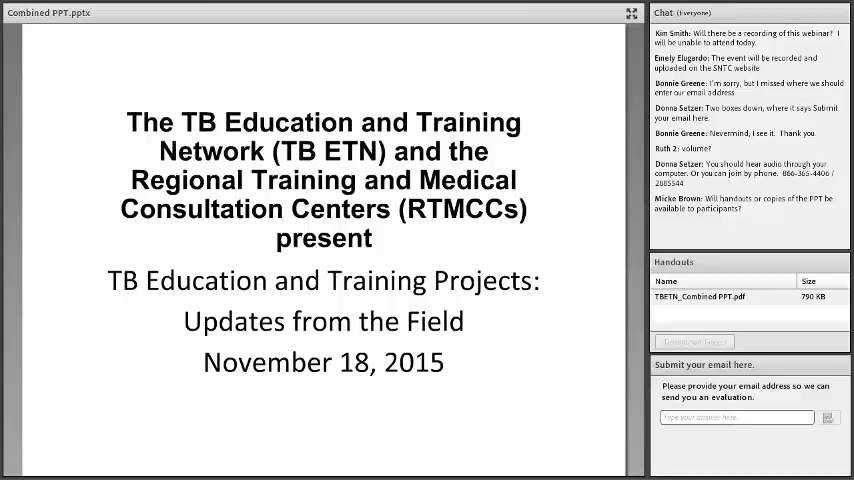 Combined PPT.pptx
The TB Education and Training
Network (TB ETN) and the
Regional Training and Medical
Consultation Centers (RTMCCs)
present
TB Education and Training Projects:
Updates from the Field
November 18, 2015
Chat (Everyone)
Kim Smith: Will there be a recording of this webinar? I
will be unable to attend today.
Emely Elugardo: The event will be recorded and
uploaded on the SNTC website
Bonnie Greene: I'm sorry, but I missed where we should
enter our email address
Donna Setzer: Two boxes down, where it says Submit
your email here.
Bonnie Greene: Nevermind, I see it. Thank you.
Ruth 2: volume?
Donna Setzer: You should hear audio through your
computer. Or you can join by phone. 866-365-4406 /
2885544
Micke Brown: Will handouts or copies of the PPT be
available to participants?
Handouts
Name Size
TBETN_Combined PPT.pdf 790 KB
Download File(s)
Submit your email here.
Please provide your email address so we can
send you an evaluation.
Type your answer here.